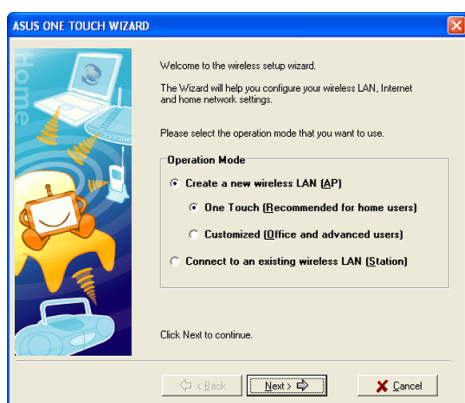 ASUS ONE TOUCH WIZARD
Home
Welcome to the wireless setup wizard.
The Wizard will help you configure your wireless LAN, Internet
and home network settings.
Please select the operation mode that you want to use.
Operation Mode
Create a new wireless LAN (AP)
One Touch (Recommended for home users)
Customized (Office and advanced users)
Connect to an existing wireless LAN (Station)
Click Next to continue.
< Back
Next >
Cancel